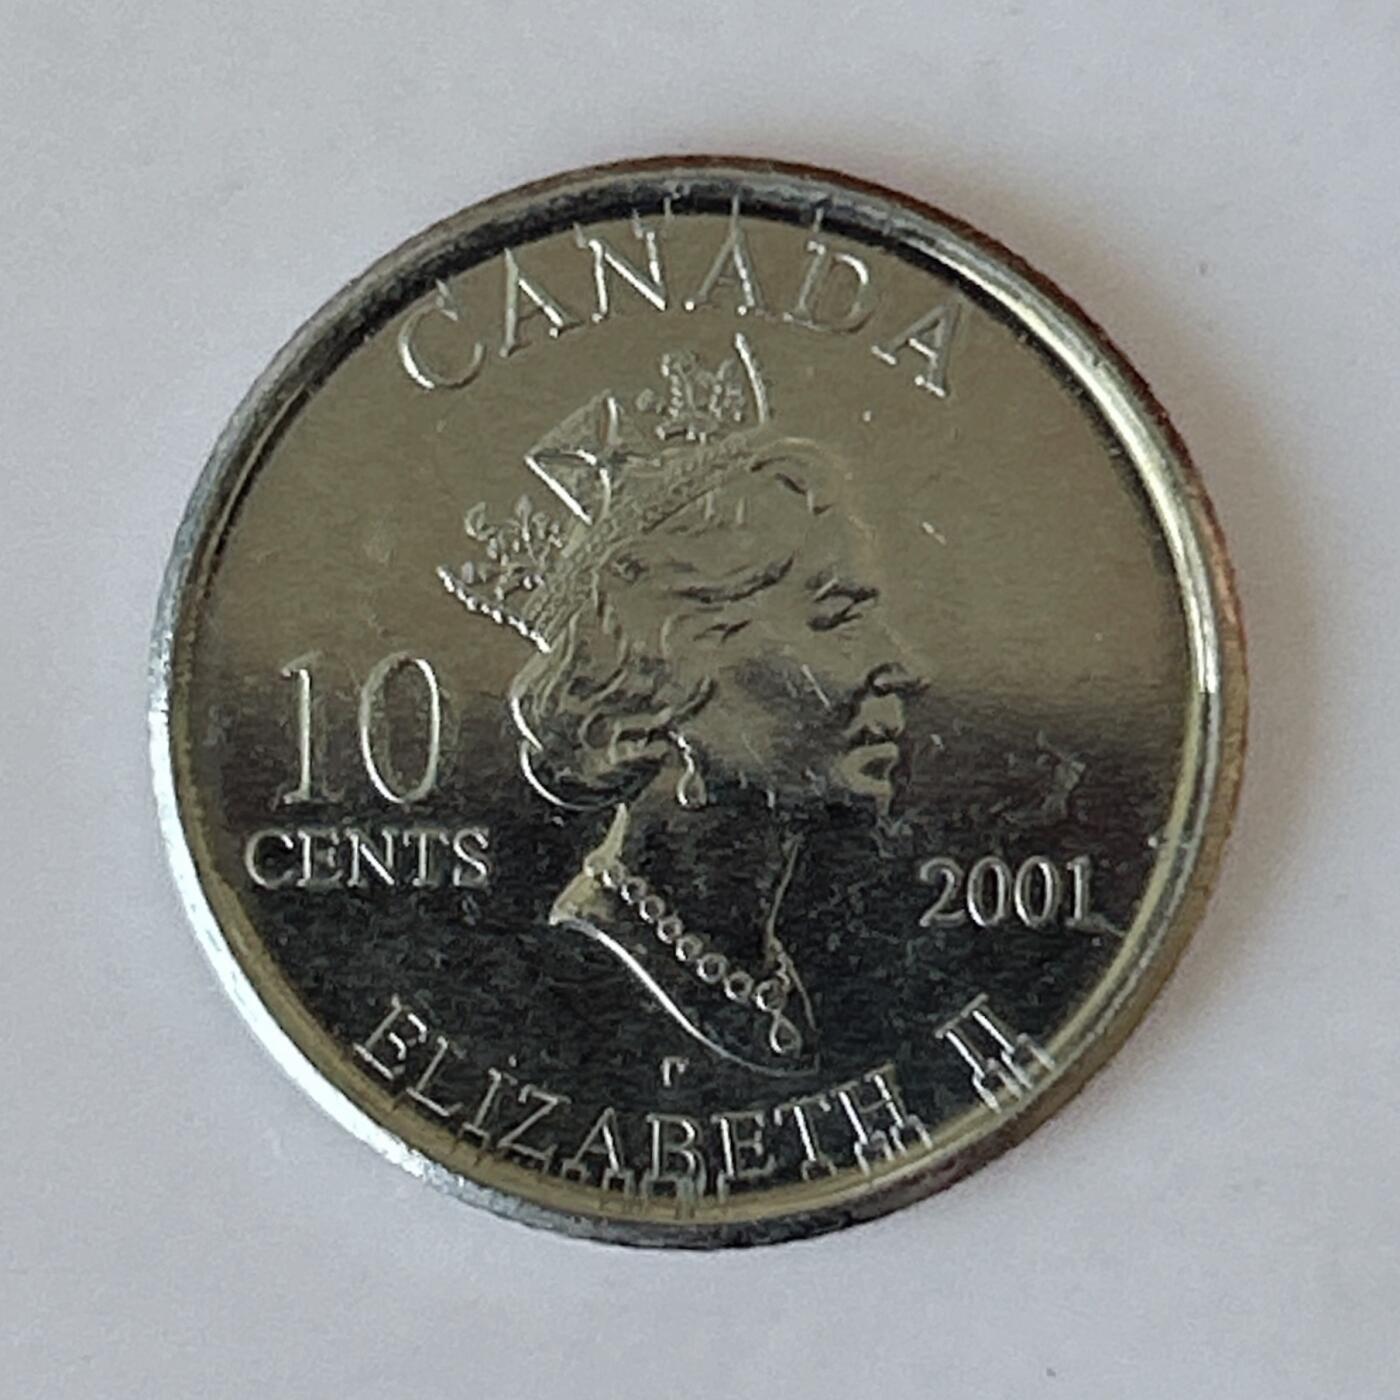 CANADA
10
CENTS
2001
P
ELIZABETH II